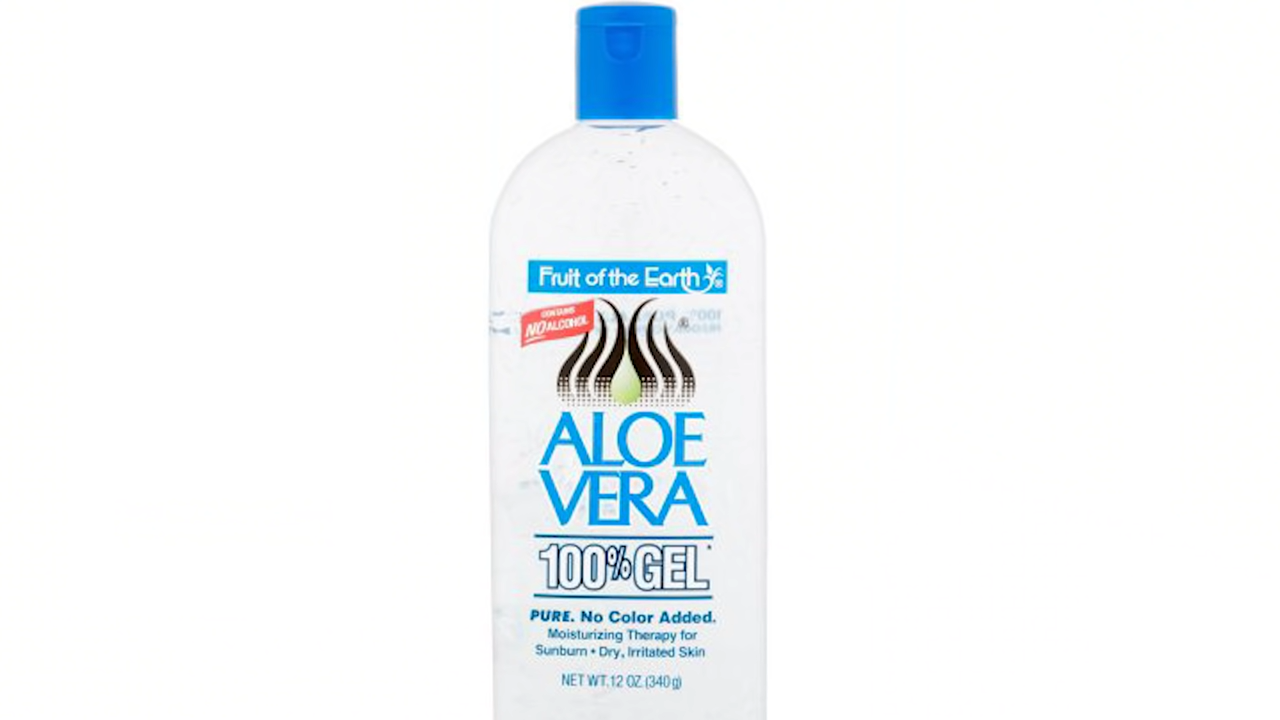 Fruit of the Earth®
CONTAINS
NO ALCOHOL
®
ALOE
VERA
100% GEL*
PURE. No Color Added.
Moisturizing Therapy for
Sunburn • Dry, Irritated Skin
NET WT. 12 OZ. (340g)